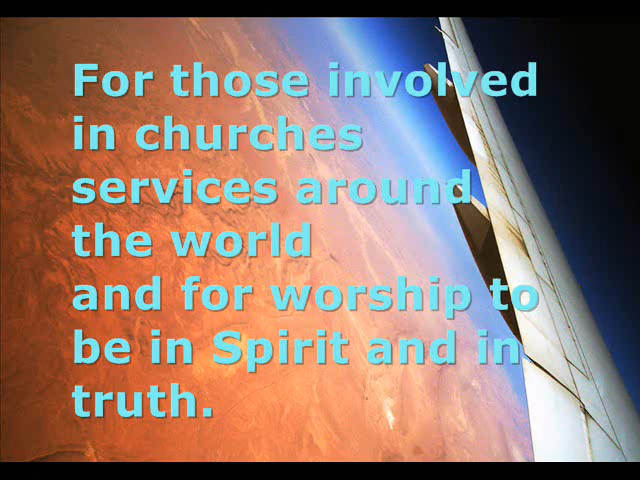 For those involved
in churches
services around
the world
and for worship to
be in Spirit and in
truth.